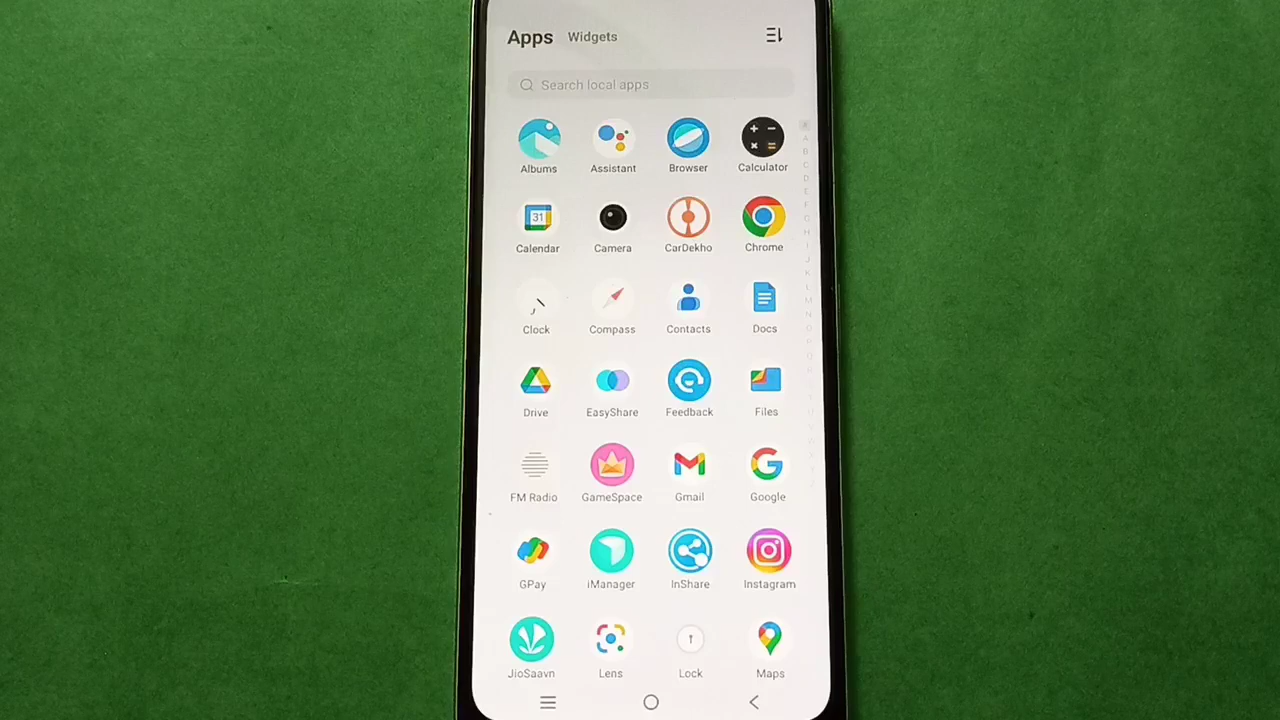 Apps Widgets
Search local apps
Albums Assistant Browser Calculator
31
Calendar Camera CarDekho Chrome
Clock Compass Contacts Docs
Drive EasyShare Feedback Files
FM Radio GameSpace Gmail Google
GPay iManager InShare Instagram
JioSaavn Lens Lock Maps